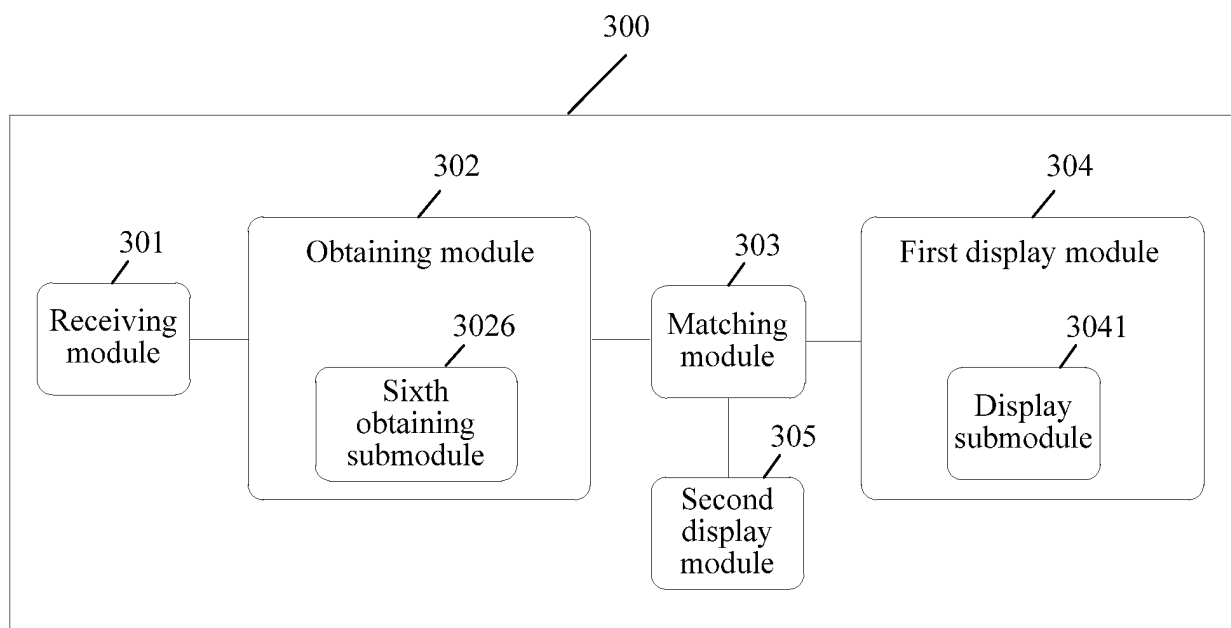 300
302
304
301
Obtaining module
303
First display module
Receiving
module
3026
Matching
module
3041
Sixth
obtaining
submodule
Display
submodule
305
Second
display
module